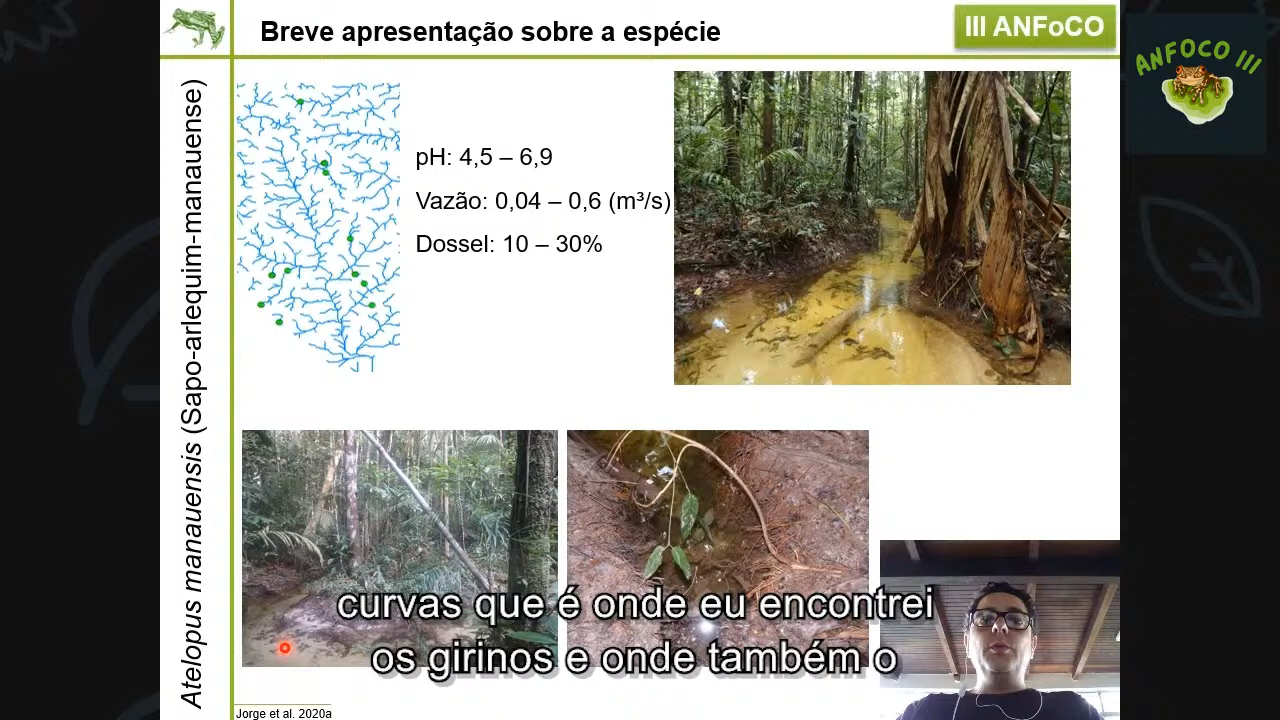 Breve apresentação sobre a espécie
III ANFoCO
ANFOCO III
Atelopus manauensis (Sapo-arlequim-manauense)
pH: 4,5 – 6,9
Vazão: 0,04 – 0,6 (m³/s)
Dossel: 10 – 30%
curvas que é onde eu encontrei
os girinos e onde também o
Jorge et al. 2020a